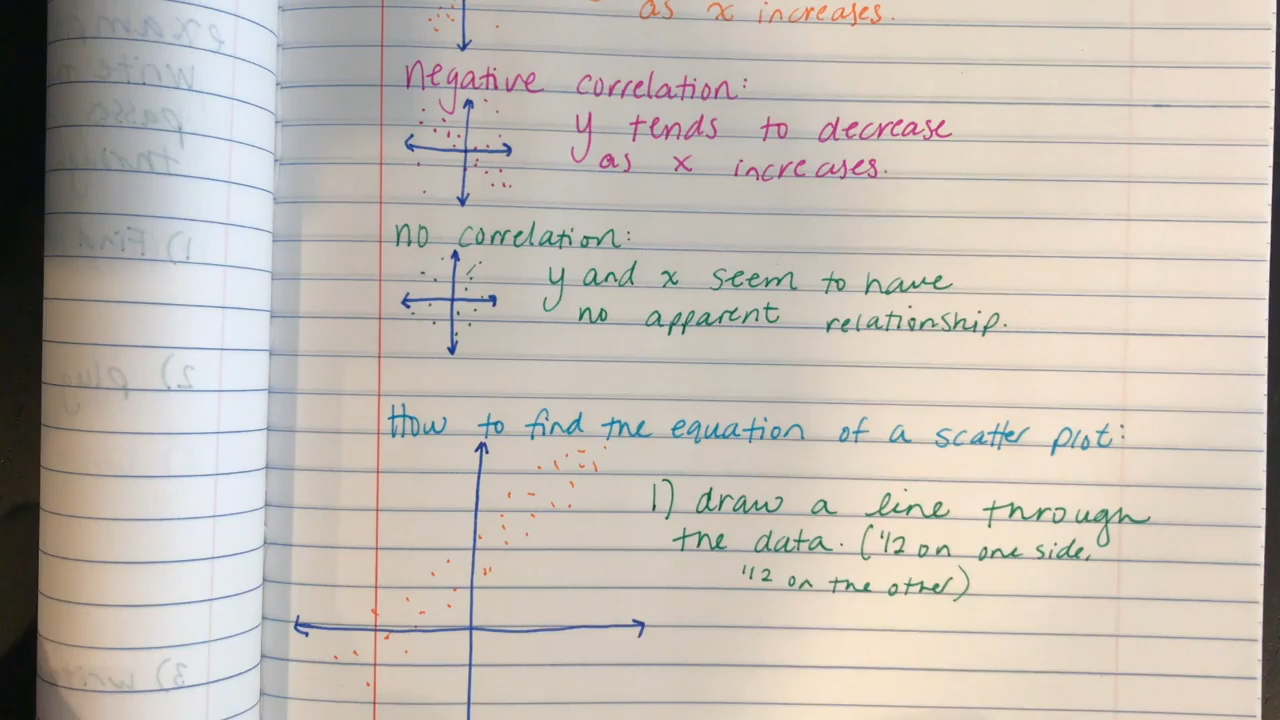 as x increases.
negative correlation:
y tends to decrease
as x increases.
no correlation:
y and x seem to have
no apparent relationship.
How to find the equation of a scatter plot:
1) draw a line through
the data. (1/2 on one side,
1/2 on the other)